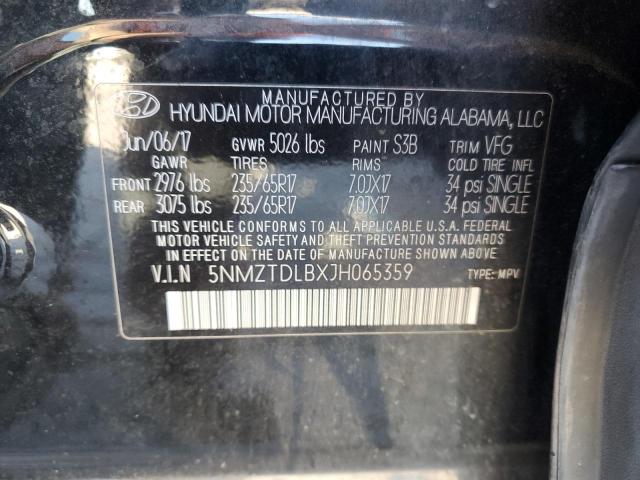 MANUFACTURED BY
HYUNDAI MOTOR MANUFACTURING ALABAMA, LLC
Jun/06/17 GVWR 5026 lbs PAINT S3B TRIM VFG
GAWR TIRES RIMS COLD TIRE INFL
FRONT 2976 lbs 235/65R17 7.0JX17 34 psi SINGLE
REAR 3075 lbs 235/65R17 7.0JX17 34 psi SINGLE
THIS VEHICLE CONFORMS TO ALL APPLICABLE U.S.A FEDERAL
MOTOR VEHICLE SAFETY AND THEFT PREVENTION STANDARDS
IN EFFECT ON THE DATE OF MANUFACTURE SHOWN ABOVE.
V.I.N 5NMZTDLBXJH065359 TYPE: MPV